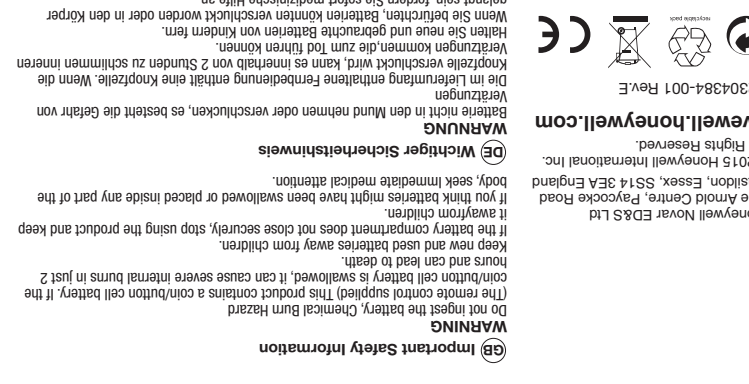 GB Important Safety Information
WARNING
Do not ingest the battery, Chemical Burn Hazard
(The remote control supplied) This product contains a coin/button cell battery. If the
coin/button cell battery is swallowed, it can cause severe internal burns in just 2
hours and can lead to death.
Keep new and used batteries away from children.
If the battery compartment does not close securely, stop using the product and keep
it awayfrom children.
If you think batteries might have been swallowed or placed inside any part of the
body, seek Immediate medical attention.
DE Wichtiger Sicherheitshinweis
WARNUNG
Batterie nicht in den Mund nehmen oder verschlucken, es besteht die Gefahr von
Verätzungen
Die im Lieferumfang enthaltene Fernbedienung enthält eine Knopfzelle. Wenn die
Knopfzelle verschluckt wird, kann es innerhalb von 2 Stunden zu schlimmen inneren
Verätzungen kommen,die zum Tod führen können.
Halten Sie neue und gebrauchte Batterien von Kindern fern.
Wenn Sie befürchten, Batterien könnten verschluckt worden oder in den Körper
gelangt sein, fordern Sie sofort medizinische Hilfe an
oneywell Novar ED&S Ltd
e Arnold Centre, Paycocke Road
sildon, Essex, SS14 3EA England
015 Honeywell International Inc.
Rights Reserved.
vewell.honeywell.com
304384-001 Rev.E
recyclable pack
CE